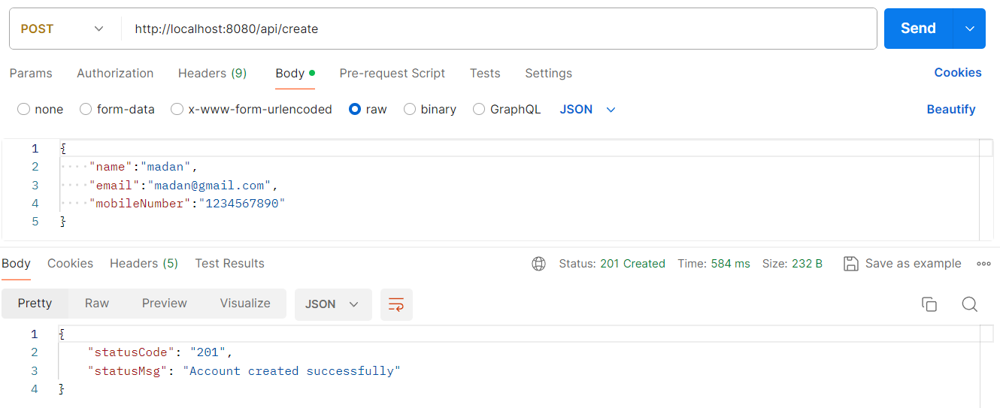 POST http://localhost:8080/api/create Send
Params Authorization Headers (9) Body Pre-request Script Tests Settings Cookies
none form-data x-www-form-urlencoded raw binary GraphQL JSON Beautify
1 {
2 "name":"madan",
3 "email":"madan@gmail.com",
4 "mobileNumber":"1234567890"
5 }
Body Cookies Headers (5) Test Results Status: 201 Created Time: 584 ms Size: 232 B Save as example
Pretty Raw Preview Visualize JSON
1 {
2 "statusCode": "201",
3 "statusMsg": "Account created successfully"
4 }